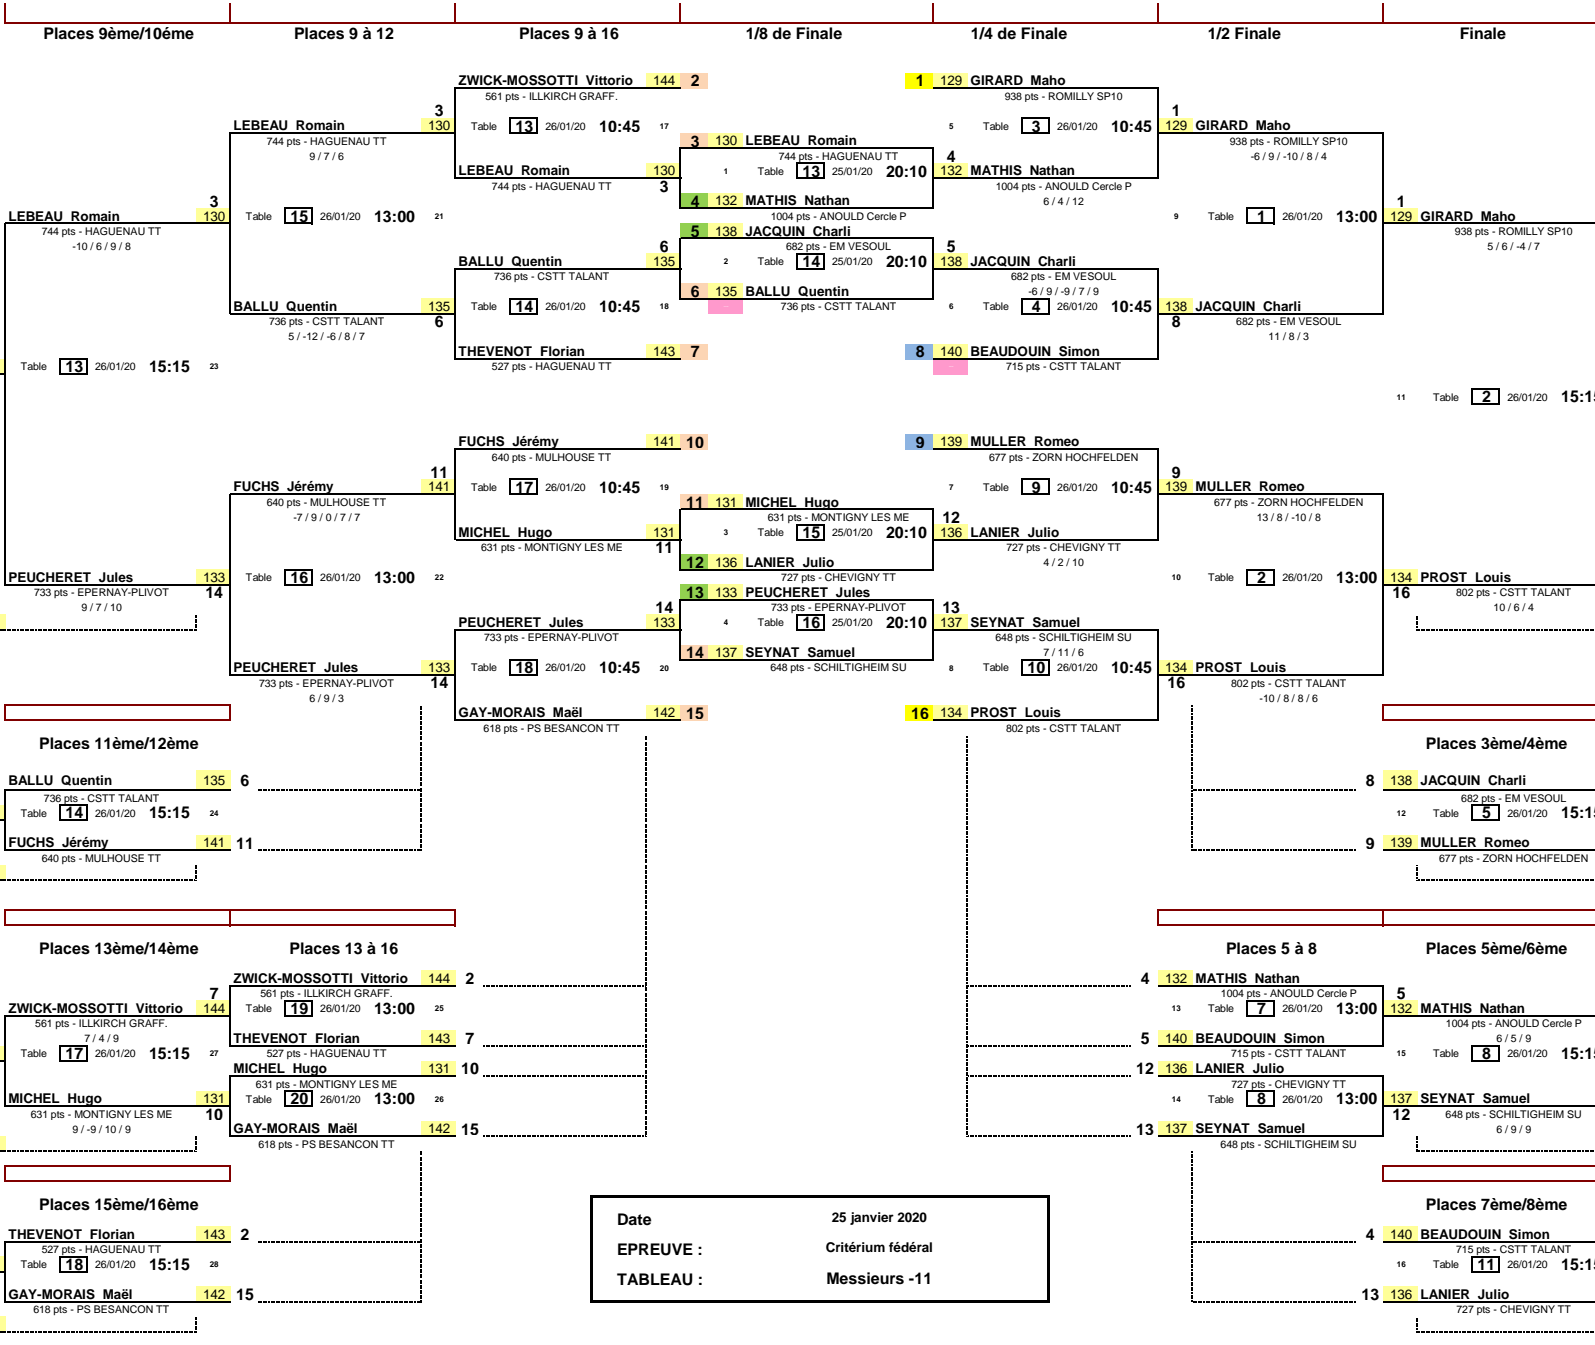 Places 9ème/10éme Places 9 à 12 Places 9 à 16 1/8 de Finale 1/4 de Finale 1/2 Finale Finale
ZWICK-MOSSOTTI Vittorio 144 2 1 129 GIRARD Maho
561 pts - ILLKIRCH GRAFF. 938 pts - ROMILLY SP10
3 1
LEBEAU Romain 130 Table 13 26/01/20 10:45 17 5 Table 3 26/01/20 10:45 129 GIRARD Maho
744 pts - HAGUENAU TT 3 130 LEBEAU Romain 938 pts - ROMILLY SP10
9 / 7 / 6 744 pts - HAGUENAU TT 4 -6 / 9 / -10 / 8 / 4
LEBEAU Romain 130 1 Table 13 25/01/20 20:10 132 MATHIS Nathan
744 pts - HAGUENAU TT 3 1004 pts - ANOULD Cercle P
3 4 132 MATHIS Nathan 6 / 4 / 12 1
LEBEAU Romain 130 Table 15 26/01/20 13:00 21 1004 pts - ANOULD Cercle P 9 Table 1 26/01/20 13:00 129 GIRARD Maho
744 pts - HAGUENAU TT 5 138 JACQUIN Charli 938 pts - ROMILLY SP10
-10 / 6 / 9 / 8 6 682 pts - EM VESOUL 5 5 / 6 / -4 / 7
BALLU Quentin 135 2 Table 14 25/01/20 20:10 138 JACQUIN Charli
736 pts - CSTT TALANT 682 pts - EM VESOUL
6 135 BALLU Quentin -6 / 9 / -9 / 7 / 9
BALLU Quentin 135 Table 14 26/01/20 10:45 18 736 pts - CSTT TALANT 6 Table 4 26/01/20 10:45 138 JACQUIN Charli
736 pts - CSTT TALANT 6 8 682 pts - EM VESOUL
5 / -12 / -6 / 8 / 7 11 / 8 / 3
THEVENOT Florian 143 7 8 140 BEAUDOUIN Simon
Table 13 26/01/20 15:15 23 527 pts - HAGUENAU TT 715 pts - CSTT TALANT
11 Table 2 26/01/20 15:15
FUCHS Jérémy 141 10 9 139 MULLER Romeo
640 pts - MULHOUSE TT 677 pts - ZORN HOCHFELDEN
11 9
FUCHS Jérémy 141 Table 17 26/01/20 10:45 19 7 Table 9 26/01/20 10:45 139 MULLER Romeo
640 pts - MULHOUSE TT 11 131 MICHEL Hugo 677 pts - ZORN HOCHFELDEN
-7 / 9 / 0 / 7 / 7 631 pts - MONTIGNY LES ME 12 13 / 8 / -10 / 8
MICHEL Hugo 131 3 Table 15 25/01/20 20:10 136 LANIER Julio
631 pts - MONTIGNY LES ME 11 727 pts - CHEVIGNY TT
12 136 LANIER Julio 4 / 2 / 10
PEUCHERET Jules 133 Table 16 26/01/20 13:00 22 727 pts - CHEVIGNY TT 10 Table 2 26/01/20 13:00 134 PROST Louis
733 pts - EPERNAY-PLIVOT 14 13 133 PEUCHERET Jules 16 802 pts - CSTT TALANT
9 / 7 / 10 14 733 pts - EPERNAY-PLIVOT 13 10 / 6 / 4
PEUCHERET Jules 133 4 Table 16 25/01/20 20:10 137 SEYNAT Samuel
733 pts - EPERNAY-PLIVOT 648 pts - SCHILTIGHEIM SU
14 137 SEYNAT Samuel 7 / 11 / 6
PEUCHERET Jules 133 Table 18 26/01/20 10:45 20 648 pts - SCHILTIGHEIM SU 8 Table 10 26/01/20 10:45 134 PROST Louis
733 pts - EPERNAY-PLIVOT 14 16 802 pts - CSTT TALANT
6 / 9 / 3 -10 / 8 / 8 / 6
GAY-MORAIS Maël 142 15 16 134 PROST Louis
618 pts - PS BESANCON TT 802 pts - CSTT TALANT
Places 11ème/12ème Places 3ème/4ème
BALLU Quentin 135 6 8 138 JACQUIN Charli
736 pts - CSTT TALANT 682 pts - EM VESOUL
Table 14 26/01/20 15:15 24 12 Table 5 26/01/20 15:15
FUCHS Jérémy 141 11 9 139 MULLER Romeo
640 pts - MULHOUSE TT 677 pts - ZORN HOCHFELDEN
Places 13ème/14ème Places 13 à 16 Places 5 à 8 Places 5ème/6ème
ZWICK-MOSSOTTI Vittorio 144 2 4 132 MATHIS Nathan
7 561 pts - ILLKIRCH GRAFF. 1004 pts - ANOULD Cercle P 5
ZWICK-MOSSOTTI Vittorio 144 Table 19 26/01/20 13:00 25 13 Table 7 26/01/20 13:00 132 MATHIS Nathan
561 pts - ILLKIRCH GRAFF. 1004 pts - ANOULD Cercle P
7 / 4 / 9 THEVENOT Florian 143 7 5 140 BEAUDOUIN Simon 6 / 5 / 9
Table 17 26/01/20 15:15 27 527 pts - HAGUENAU TT 715 pts - CSTT TALANT 15 Table 8 26/01/20 15:15
MICHEL Hugo 131 10 12 136 LANIER Julio
631 pts - MONTIGNY LES ME 727 pts - CHEVIGNY TT
MICHEL Hugo 131 Table 20 26/01/20 13:00 26 14 Table 8 26/01/20 13:00 137 SEYNAT Samuel
631 pts - MONTIGNY LES ME 10 12 648 pts - SCHILTIGHEIM SU
9 / -9 / 10 / 9 GAY-MORAIS Maël 142 15 13 137 SEYNAT Samuel 6 / 9 / 9
618 pts - PS BESANCON TT 648 pts - SCHILTIGHEIM SU
Places 15ème/16ème Places 7ème/8ème
Date 25 janvier 2020
THEVENOT Florian 143 2 4 140 BEAUDOUIN Simon
527 pts - HAGUENAU TT EPREUVE : Critérium fédéral 715 pts - CSTT TALANT
Table 18 26/01/20 15:15 28 16 Table 11 26/01/20 15:15
TABLEAU : Messieurs -11
GAY-MORAIS Maël 142 15 13 136 LANIER Julio
618 pts - PS BESANCON TT 727 pts - CHEVIGNY TT